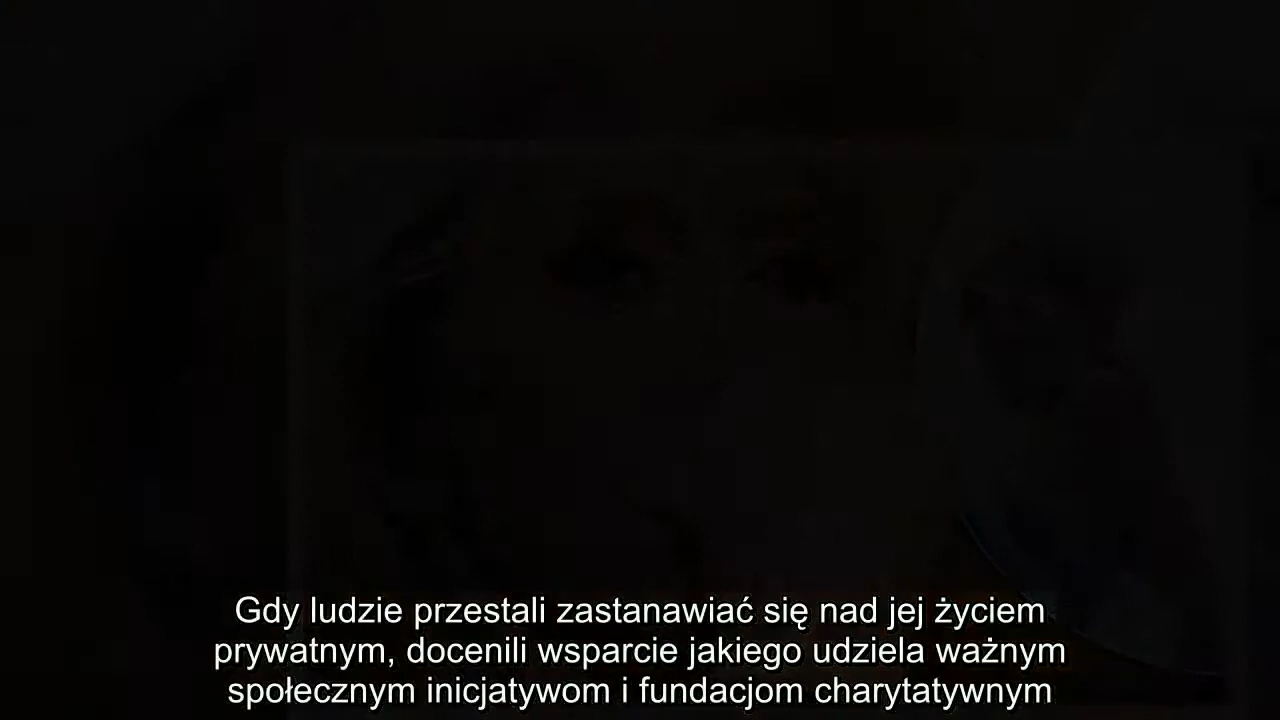 Gdy ludzie przestali zastanawiać się nad jej życiem
prywatnym, docenili wsparcie jakiego udziela ważnym
społecznym inicjatywom i fundacjom charytatywnym